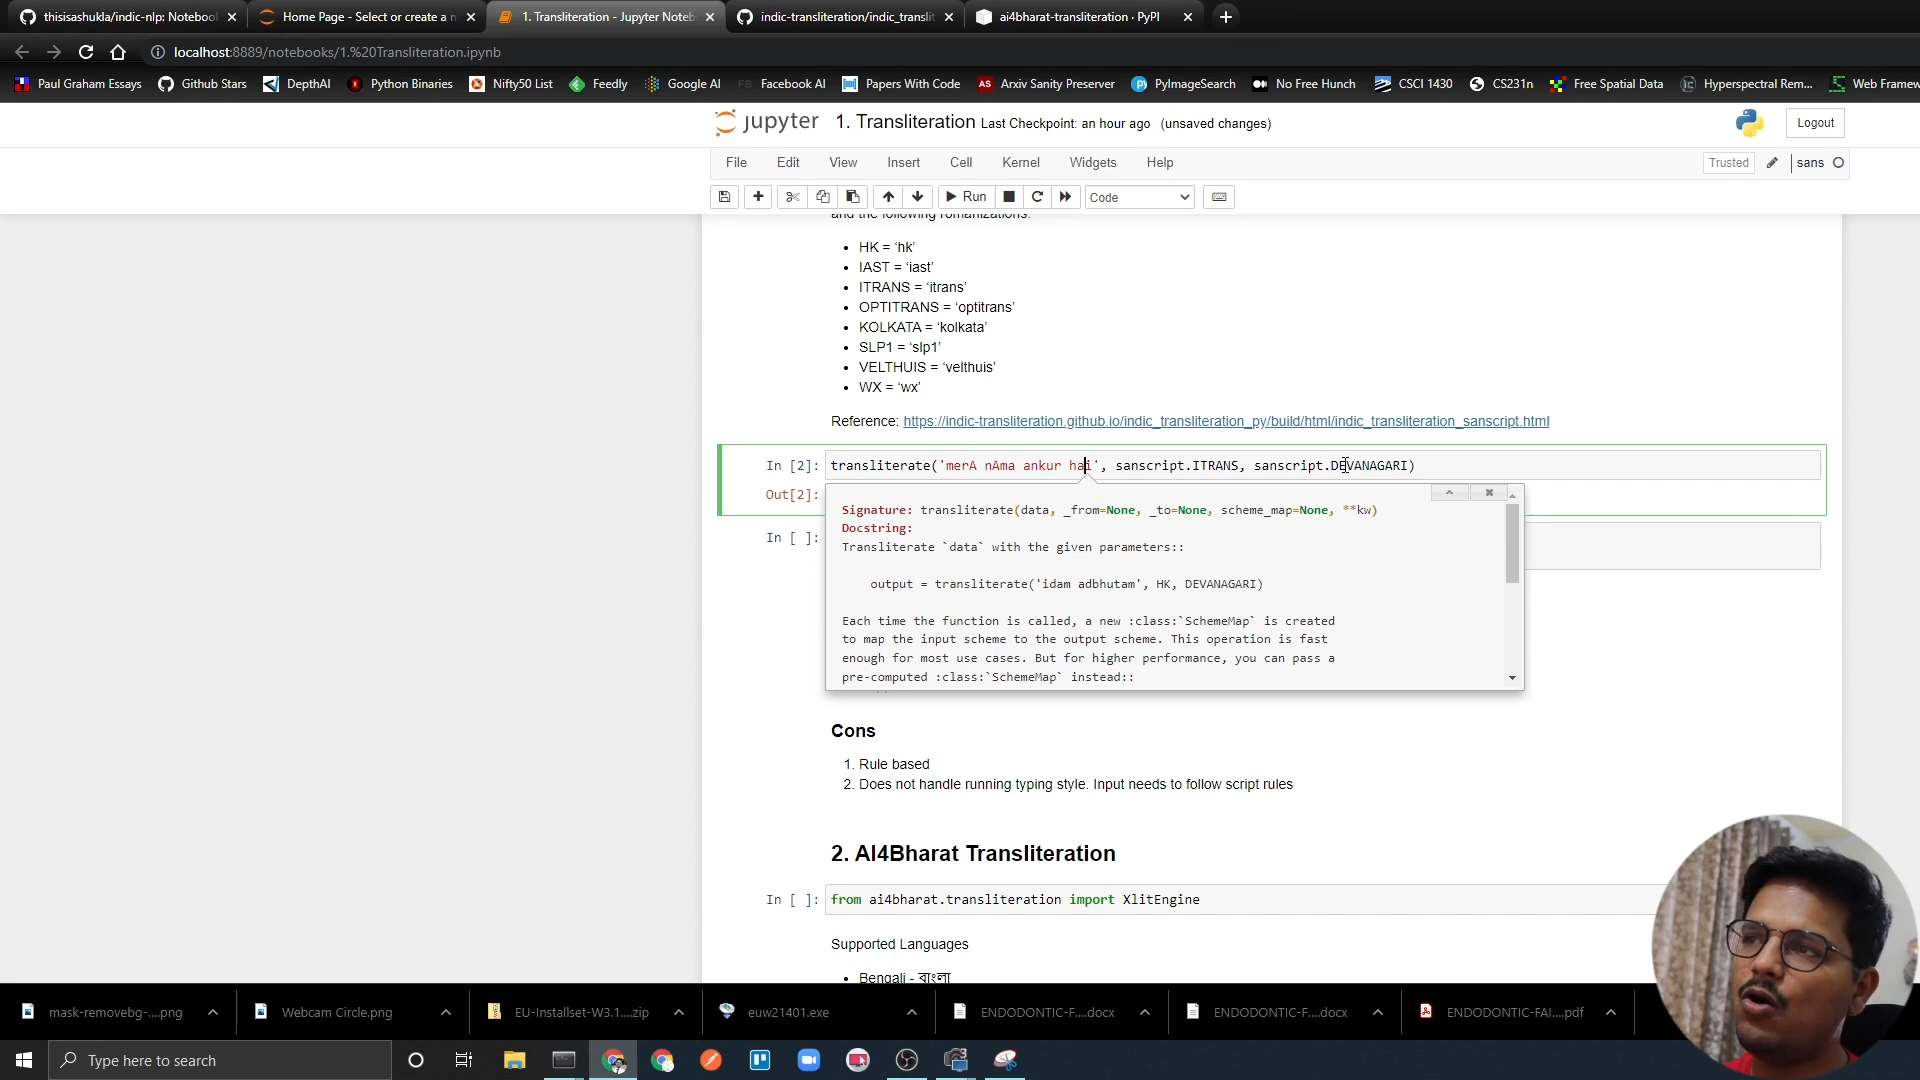 thisisashukla/indic-nlp: Notebool
Home Page - Select or create a n
1. Transliteration - Jupyter Noteb
indic-transliteration/indic_translit
ai4bharat-transliteration · PyPI
localhost:8889/notebooks/1.%20Transliteration.ipynb
Paul Graham Essays
Github Stars
DepthAI
Python Binaries
Nifty50 List
Feedly
Google AI
FB Facebook AI
Papers With Code
AS Arxiv Sanity Preserver
PyImageSearch
No Free Hunch
CSCI 1430
CS231n
Free Spatial Data
Hyperspectral Rem...
Web Framew
jupyter 1. Transliteration Last Checkpoint: an hour ago (unsaved changes)
Logout
File Edit View Insert Cell Kernel Widgets Help
Trusted sans
Run Code
and the following romanizations:
• HK = ‘hk’
• IAST = ‘iast’
• ITRANS = ‘itrans’
• OPTITRANS = ‘optitrans’
• KOLKATA = ‘kolkata’
• SLP1 = ‘slp1’
• VELTHUIS = ‘velthuis’
• WX = ‘wx’
Reference: https://indic-transliteration.github.io/indic_transliteration_py/build/html/indic_transliteration_sanscript.html
In [2]: transliterate('merA nAma ankur hai', sanscript.ITRANS, sanscript.DEVANAGARI)
Out[2]:
Signature: transliterate(data, _from=None, _to=None, scheme_map=None, **kw)
Docstring:
In [ ]:
Transliterate `data` with the given parameters::
output = transliterate('idam adbhutam', HK, DEVANAGARI)
Each time the function is called, a new :class:`SchemeMap` is created
to map the input scheme to the output scheme. This operation is fast
enough for most use cases. But for higher performance, you can pass a
pre-computed :class:`SchemeMap` instead::
Cons
1. Rule based
2. Does not handle running typing style. Input needs to follow script rules
2. AI4Bharat Transliteration
In [ ]: from ai4bharat.transliteration import XlitEngine
Supported Languages
• Bengali - বাংলা
mask-removebg-....png
Webcam Circle.png
EU-Installset-W3.1....zip
euw21401.exe
ENDODONTIC-F....docx
ENDODONTIC-F....docx
ENDODONTIC-FAI....pdf
Type here to search